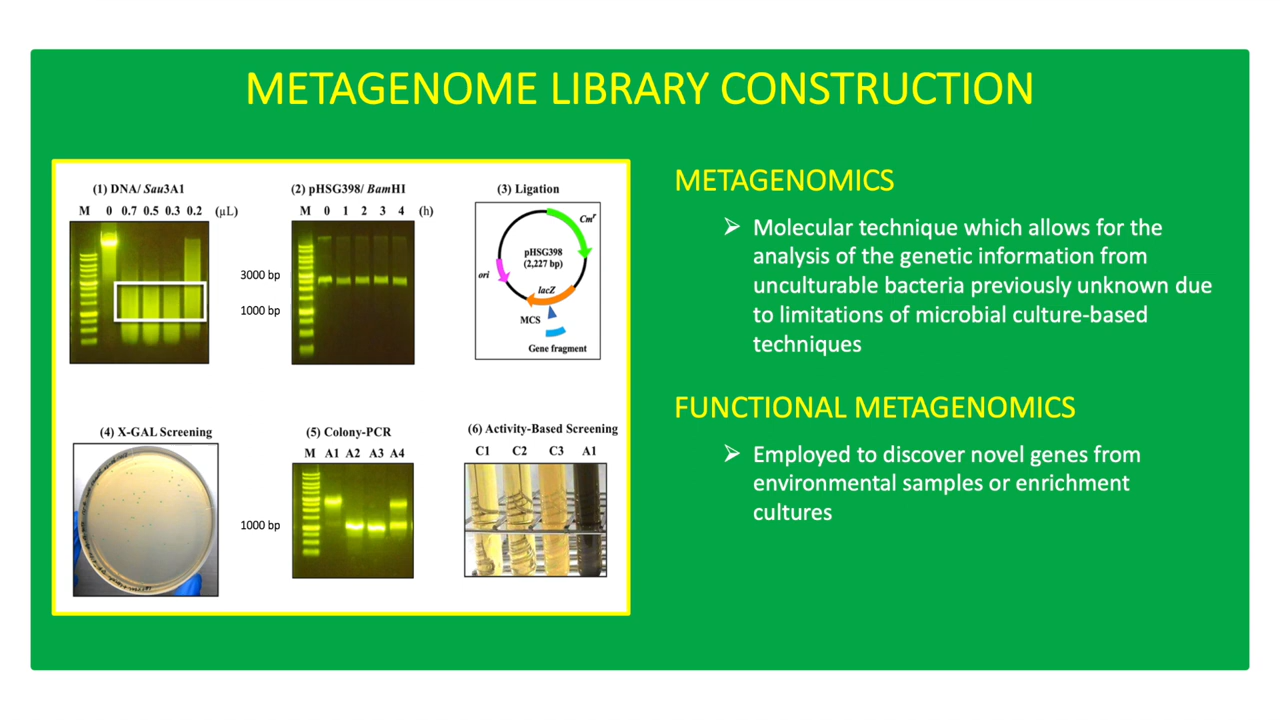 METAGENOME LIBRARY CONSTRUCTION
(1) DNA/ Sau3A1
M 0 0.7 0.5 0.3 0.2 (µL)
(2) pHSG398/ BamHI
M 0 1 2 3 4 (h)
3000 bp
1000 bp
(3) Ligation
Cmr
pHSG398
(2,227 bp)
ori
lacZ
MCS
Gene fragment
(4) X-GAL Screening
(5) Colony-PCR
M A1 A2 A3 A4
1000 bp
(6) Activity-Based Screening
C1 C2 C3 A1
METAGENOMICS
Molecular technique which allows for the
analysis of the genetic information from
unculturable bacteria previously unknown due
to limitations of microbial culture-based
techniques
FUNCTIONAL METAGENOMICS
Employed to discover novel genes from
environmental samples or enrichment
cultures